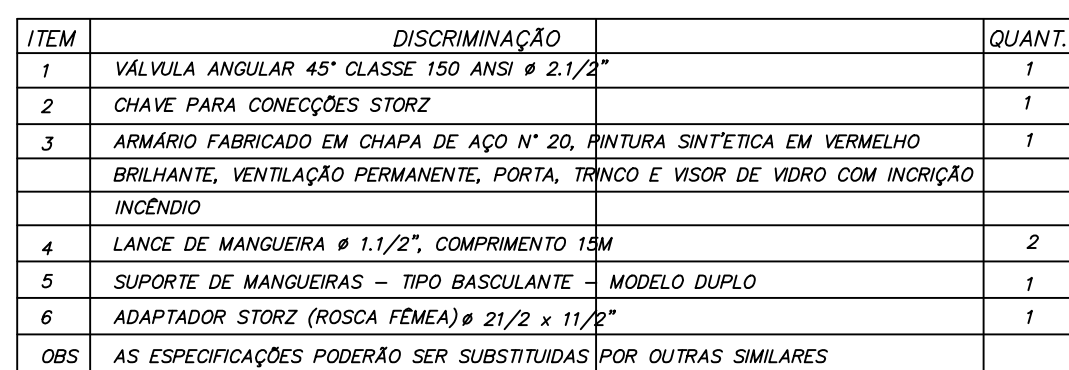 ITEM DISCRIMINAÇÃO QUANT.
1 VÁLVULA ANGULAR 45° CLASSE 150 ANSI ø 2.1/2" 1
2 CHAVE PARA CONECÇÕES STORZ 1
3 ARMÁRIO FABRICADO EM CHAPA DE AÇO N° 20, PINTURA SINT'ETICA EM VERMELHO 1
BRILHANTE, VENTILAÇÃO PERMANENTE, PORTA, TRINCO E VISOR DE VIDRO COM INCRIÇÃO
INCÊNDIO
4 LANCE DE MANGUEIRA ø 1.1/2", COMPRIMENTO 15M 2
5 SUPORTE DE MANGUEIRAS – TIPO BASCULANTE – MODELO DUPLO 1
6 ADAPTADOR STORZ (ROSCA FÊMEA) ø 21/2 x 11/2" 1
OBS AS ESPECIFICAÇÕES PODERÃO SER SUBSTITUIDAS POR OUTRAS SIMILARES